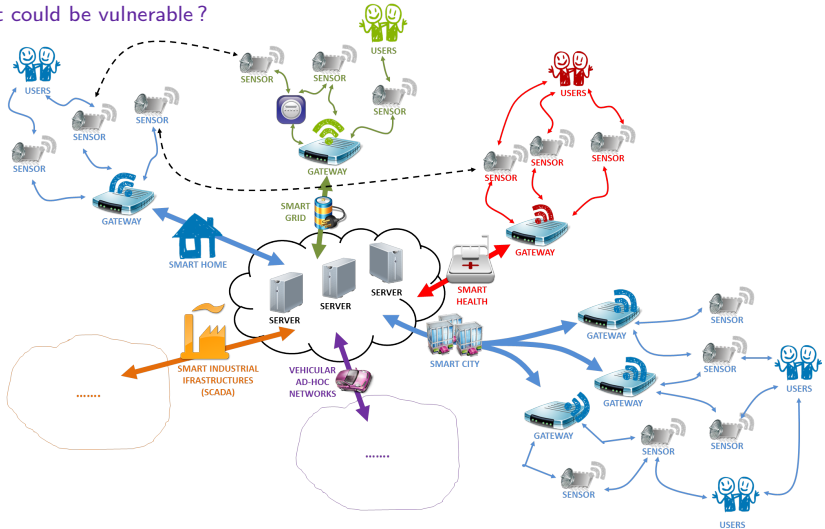 t could be vulnerable ?
USERS
USERS
SENSOR
SENSOR
SENSOR
SENSOR
SENSOR
SENSOR
GATEWAY
SMART HOME
SMART
GRID
GATEWAY
USERS
SENSOR
SENSOR
SENSOR
GATEWAY
SMART
HEALTH
SERVER
SERVER
SERVER
SMART INDUSTRIAL
IFRASTRUCTURES
(SCADA)
.......
VEHICULAR
AD-HOC
NETWORKS
.......
SMART CITY
GATEWAY
GATEWAY
GATEWAY
SENSOR
SENSOR
SENSOR
SENSOR
SENSOR
USERS
USERS